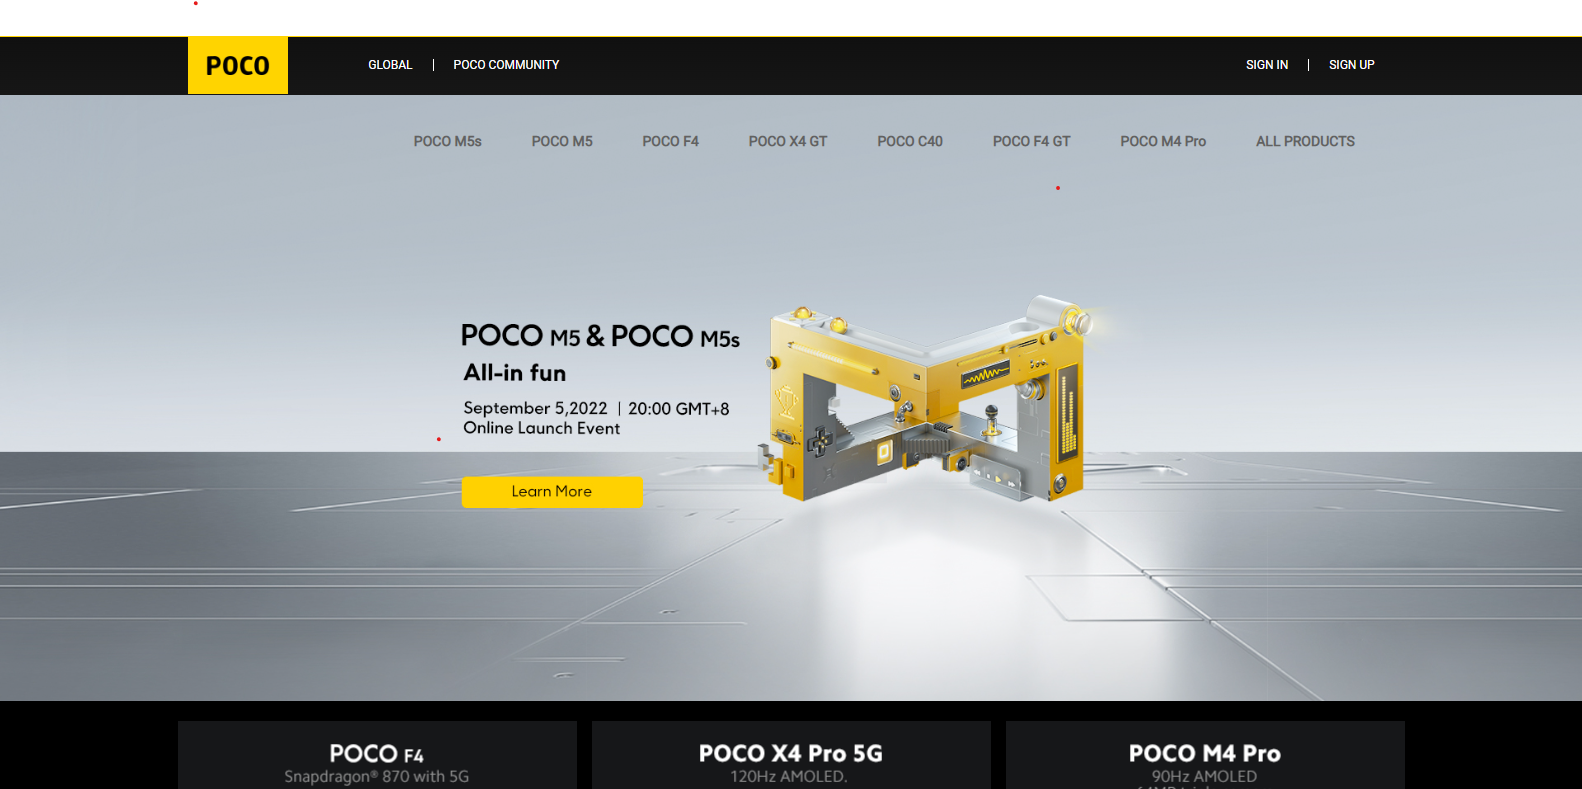 POCO
GLOBAL | POCO COMMUNITY
SIGN IN | SIGN UP
POCO M5s POCO M5 POCO F4 POCO X4 GT POCO C40 POCO F4 GT POCO M4 Pro ALL PRODUCTS
POCO M5 & POCO M5s
All-in fun
September 5,2022 | 20:00 GMT+8
Online Launch Event
Learn More
POCO F4
Snapdragon® 870 with 5G
POCO X4 Pro 5G
120Hz AMOLED.
POCO M4 Pro
90Hz AMOLED